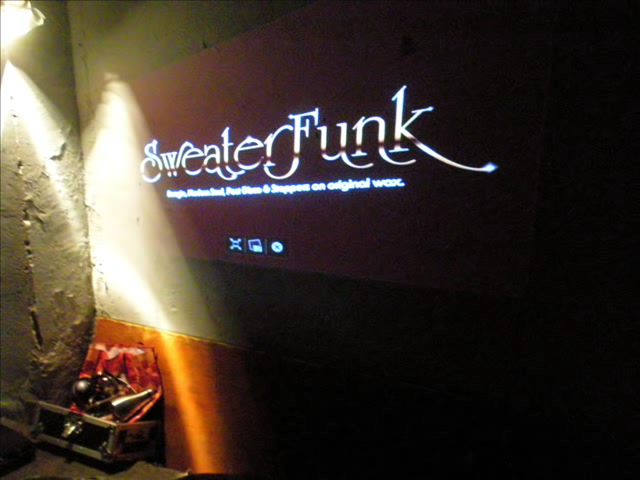 SweaterFunk
Boogie, Modern Soul, Post Disco & Steppers on original wax.